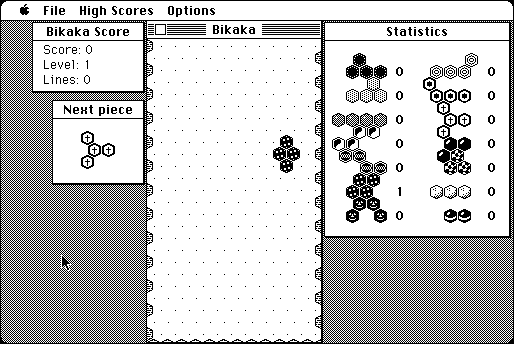 File High Scores Options
Bikaka Score
Score: 0
Level: 1
Lines: 0
Next piece
Bikaka
Statistics
0 0
0 0
0 0
0 0
0 0
1 0
0 0